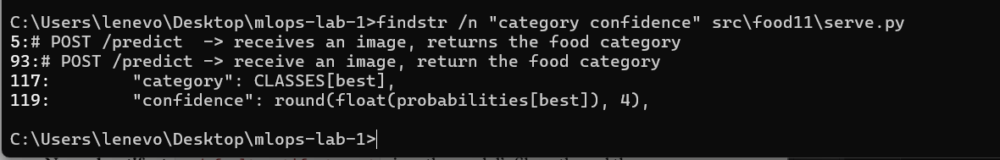 C:\Users\lenevo\Desktop\mlops-lab-1>findstr /n "category confidence" src\food11\serve.py
5:# POST /predict  -> receives an image, returns the food category
93:# POST /predict -> receive an image, return the food category
117:        "category": CLASSES[best],
119:        "confidence": round(float(probabilities[best]), 4),
C:\Users\lenevo\Desktop\mlops-lab-1>